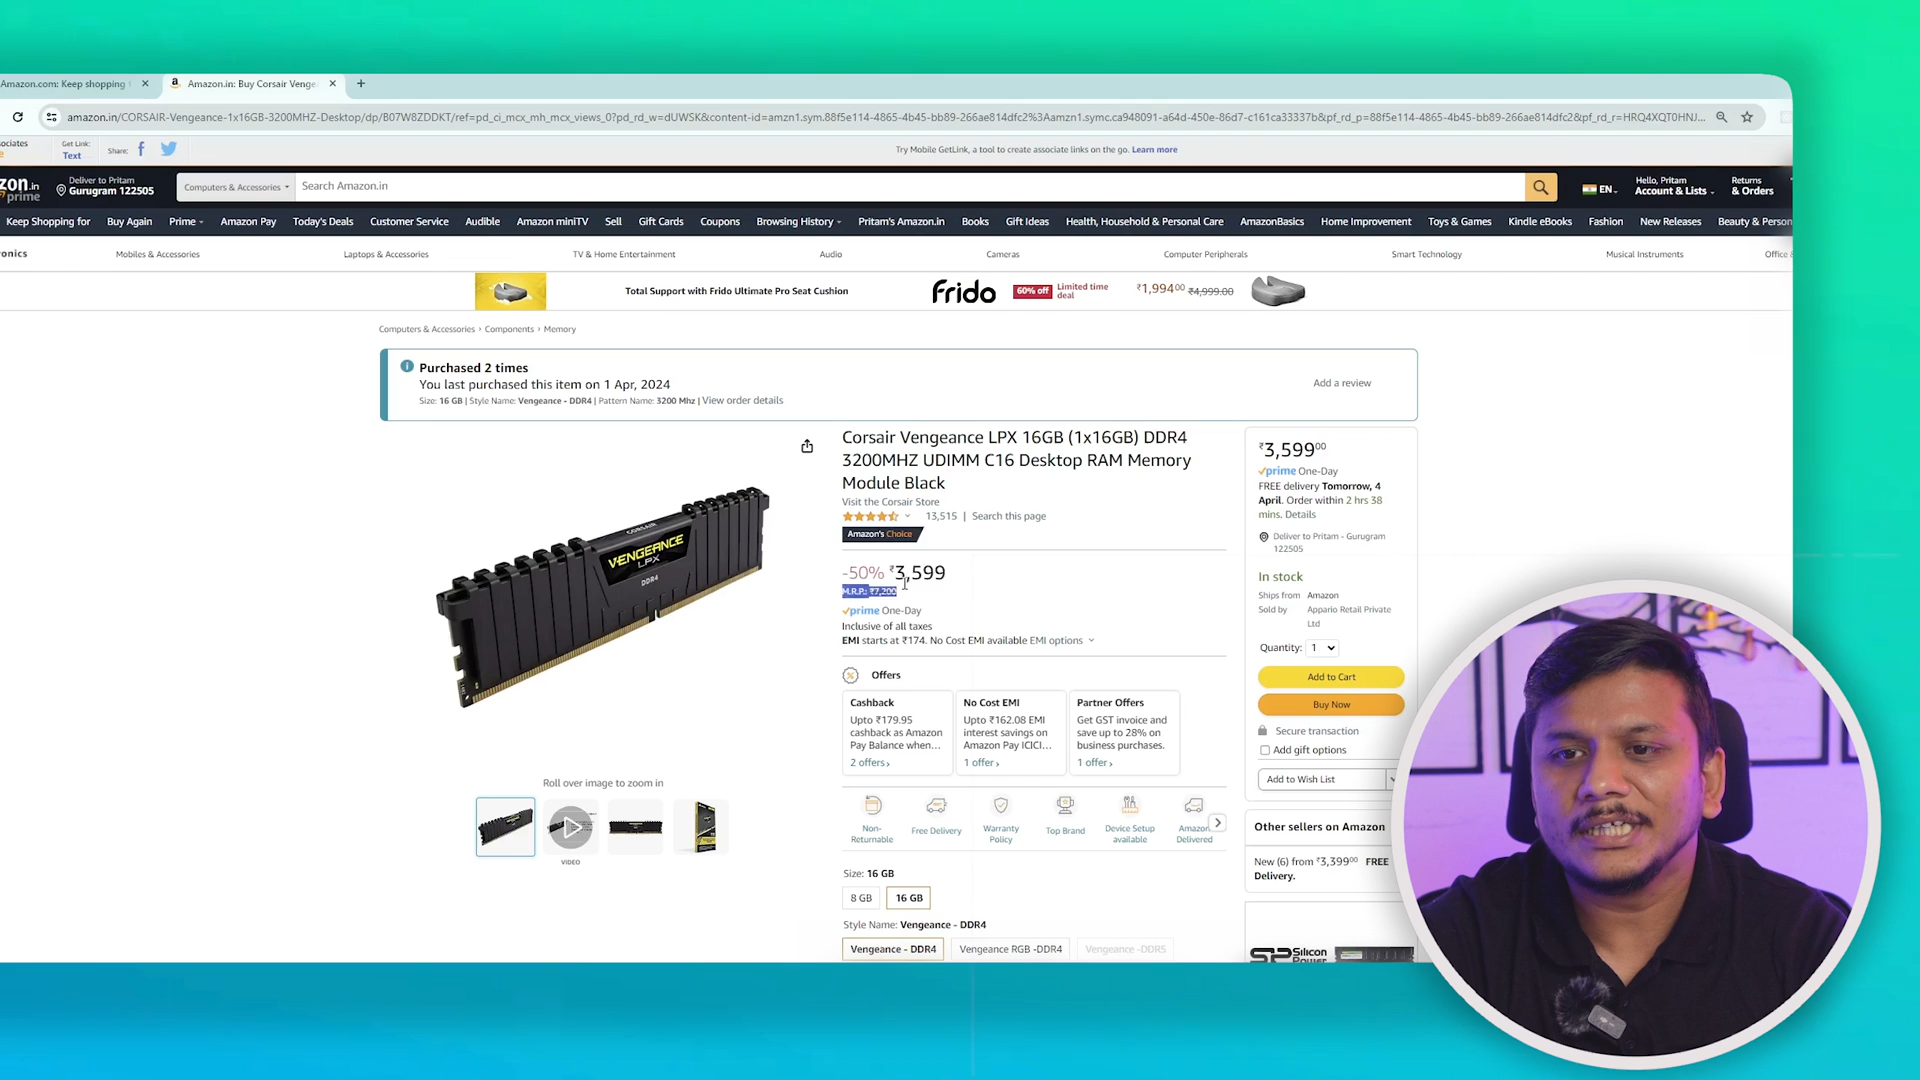 Amazon.com: Keep shopping
Amazon.in: Buy Corsair Venge
amazon.in/CORSAIR-Vengeance-1x16GB-3200MHZ-Desktop/dp/B07W8ZDDKT/ref=pd_ci_mcx_mh_mcx_views_0?pd_rd_w=dUWSK&content-id=amzn1.sym.88f5e114-4865-4b45-bb89-266ae814dfc2%3Aamzn1.symc.ca948091-a64d-450e-86d7-c161ca33337b&pf_rd_p=88f5e114-4865-4b45-bb89-266ae814dfc2&pf_rd_r=HRQ4XQT0HNJ...
ociates
Get Link:
Text
Share:
Try Mobile GetLink, a tool to create associate links on the go. Learn more
zon.in
prime
Deliver to Pritam
Gurugram 122505
Computers & Accessories
Search Amazon.in
EN
Hello, Pritam
Account & Lists
Returns
& Orders
Keep Shopping for Buy Again Prime Amazon Pay Today's Deals Customer Service Audible Amazon miniTV Sell Gift Cards Coupons Browsing History Pritam's Amazon.in Books Gift Ideas Health, Household & Personal Care AmazonBasics Home Improvement Toys & Games Kindle eBooks Fashion New Releases Beauty & Person
onics Mobiles & Accessories Laptops & Accessories TV & Home Entertainment Audio Cameras Computer Peripherals Smart Technology Musical Instruments Office
Total Support with Frido Ultimate Pro Seat Cushion
frido
60% off
Limited time
deal
₹1,994.00 ₹4,999.00
Computers & Accessories › Components › Memory
Purchased 2 times
You last purchased this item on 1 Apr, 2024
Size: 16 GB | Style Name: Vengeance - DDR4 | Pattern Name: 3200 Mhz | View order details
Add a review
CORSAIR
VENGEANCE
LPX
DDR4
Roll over image to zoom in
VIDEO
Corsair Vengeance LPX 16GB (1x16GB) DDR4
3200MHZ UDIMM C16 Desktop RAM Memory
Module Black
Visit the Corsair Store
13,515 | Search this page
Amazon's Choice
-50% ₹3,599
M.R.P.: ₹7,200
prime One-Day
Inclusive of all taxes
EMI starts at ₹174. No Cost EMI available EMI options
Offers
Cashback
Upto ₹179.95
cashback as Amazon
Pay Balance when...
2 offers ›
No Cost EMI
Upto ₹162.08 EMI
interest savings on
Amazon Pay ICICI...
1 offer ›
Partner Offers
Get GST invoice and
save up to 28% on
business purchases.
1 offer ›
Non-
Returnable
Free Delivery
Warranty
Policy
Top Brand
Device Setup
available
Amazon
Delivered
Size: 16 GB
8 GB
16 GB
Style Name: Vengeance - DDR4
Vengeance - DDR4
Vengeance RGB -DDR4
Vengeance -DDR5
₹3,599.00
prime One-Day
FREE delivery Tomorrow, 4
April. Order within 2 hrs 38
mins. Details
Deliver to Pritam - Gurugram
122505
In stock
Ships from Amazon
Sold by Appario Retail Private
Ltd
Quantity: 1
Add to Cart
Buy Now
Secure transaction
Add gift options
Add to Wish List
Other sellers on Amazon
New (6) from ₹3,399.00 FREE
Delivery.
SP Silicon
Power